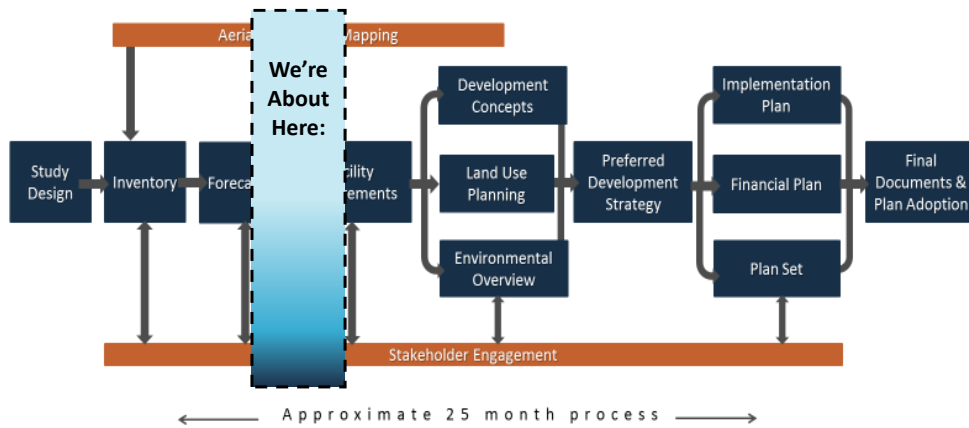 Aeria
Mapping
We're
About
Here:
Study
Design
Inventory
Foreca
cility
ements
Development
Concepts
Land Use
Planning
Environmental
Overview
Preferred
Development
Strategy
Implementation
Plan
Financial Plan
Plan Set
Final
Documents &
Plan Adoption
Stakeholder Engagement
Approximate 25 month process